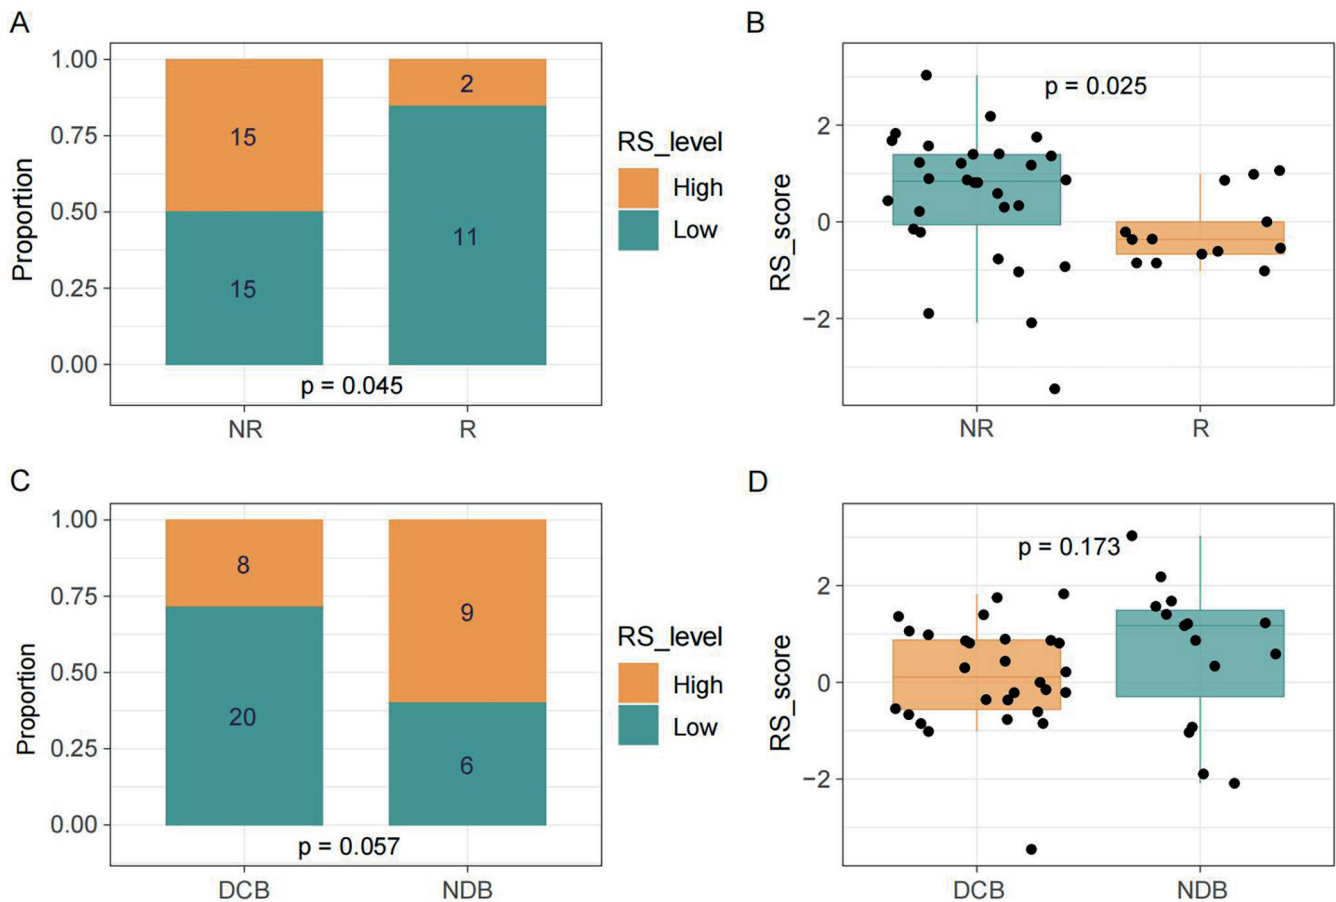 A
1.00
0.75
0.50
0.25
0.00
Proportion
15
15
2
11
p = 0.045
NR
R
RS_level
High
Low
B
2
0
−2
RS_score
p = 0.025
NR
R
C
1.00
0.75
0.50
0.25
0.00
Proportion
8
20
9
6
p = 0.057
DCB
NDB
RS_level
High
Low
D
2
0
−2
RS_score
p = 0.173
DCB
NDB